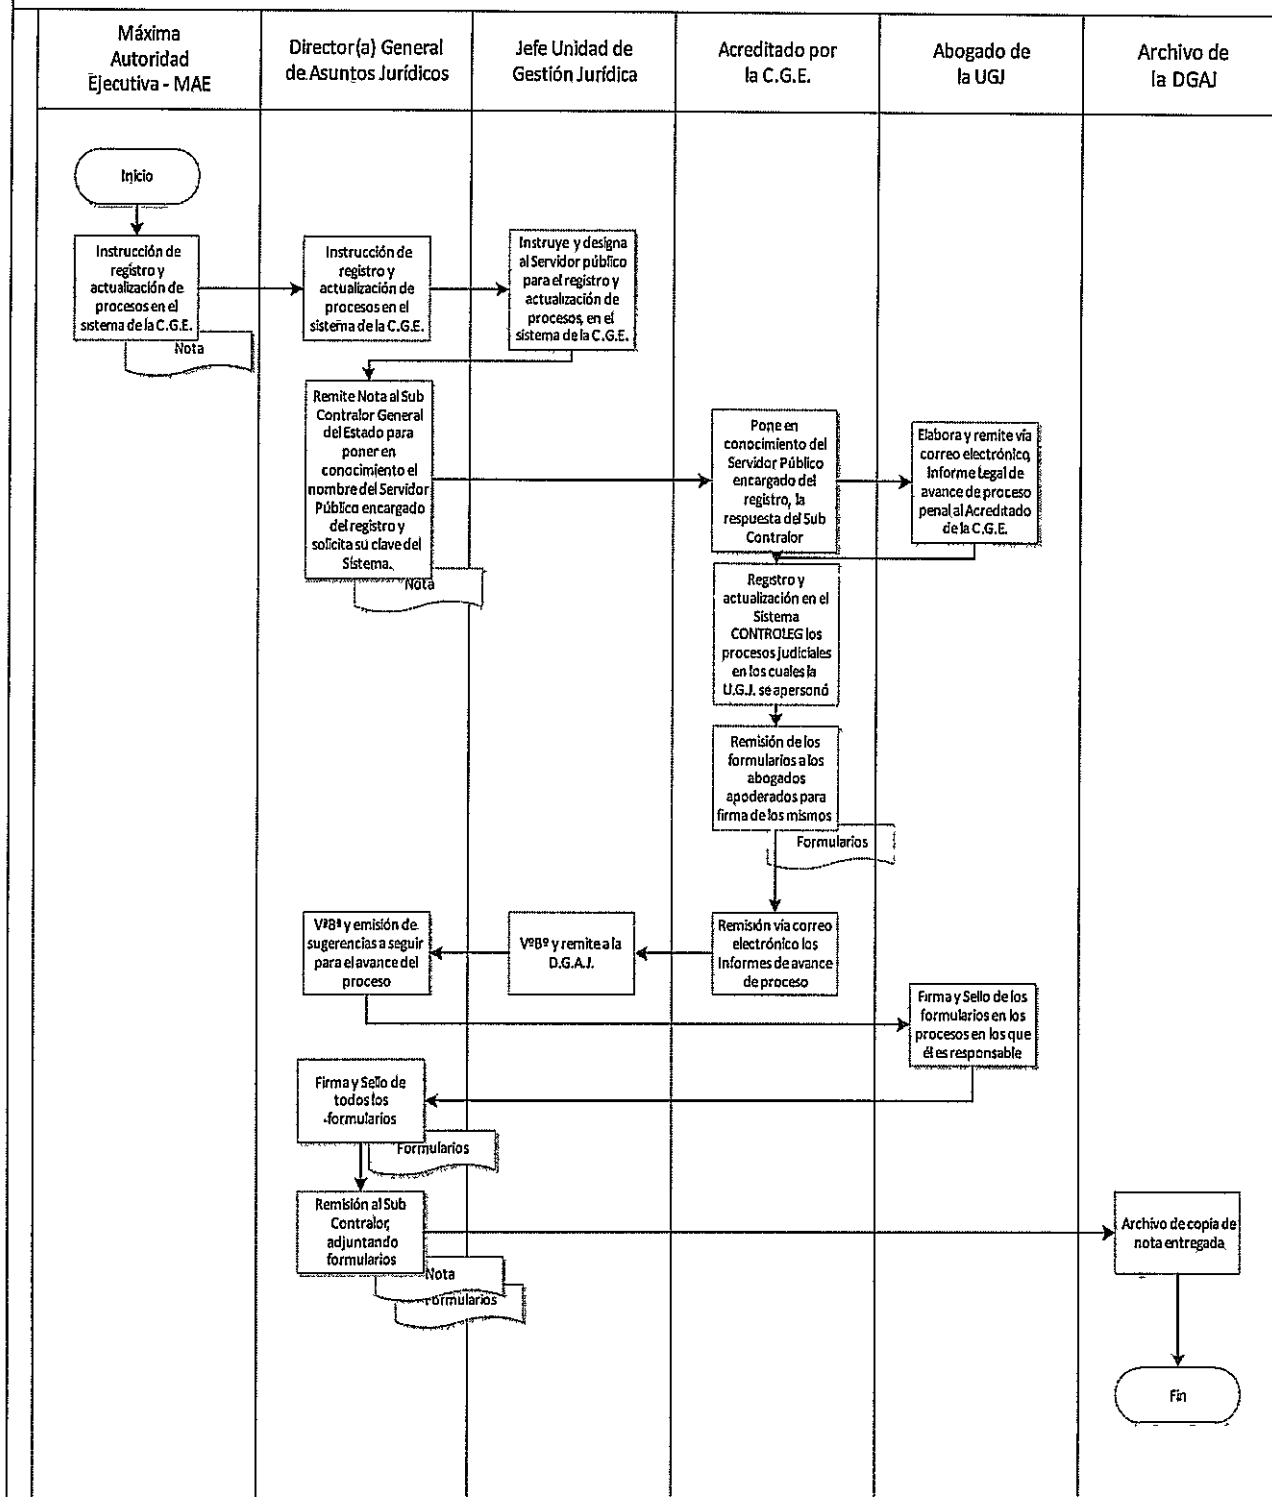 Máxima
Autoridad
Ejecutiva - MAE
Director(a) General
de Asuntos Jurídicos
Jefe Unidad de
Gestión Jurídica
Acreditado por
la C.G.E.
Abogado de
la UGJ
Archivo de
la DGAJ
Inicio
Instrucción de
registro y
actualización de
procesos en el
sistema de la C.G.E.
Nota
Instrucción de
registro y
actualización de
procesos en el
sistema de la C.G.E.
Instruye y designa
al Servidor público
para el registro y
actualización de
procesos, en el
sistema de la C.G.E.
Remite Nota al Sub
Contralor General
del Estado para
poner en
conocimiento el
nombre del Servidor
Público encargado
del registro y
solicita su clave del
Sistema.
Nota
Pone en
conocimiento del
Servidor Público
encargado del
registro, la
respuesta del Sub
Contralor
Elabora y remite vía
correo electrónico,
Informe Legal de
avance de proceso
penal al Acreditado
de la C.G.E.
Registro y
actualización en el
Sistema
CONTROLEG los
procesos judiciales
en los cuales la
U.G.J. se apersonó
Remisión de los
formularios a los
abogados
apoderados para
firma de los mismos
Formularios
Remisión vía correo
electrónico los
Informes de avance
de proceso
VºBº y remite a la
D.G.A.J.
VºBº y emisión de
sugerencias a seguir
para el avance del
proceso
Firma y Sello de los
formularios en los
procesos en los que
él es responsable
Firma y Sello de
todos los
formularios
Formularios
Remisión al Sub
Contralor,
adjuntando
formularios
Nota
Formularios
Archivo de copia de
nota entregada
Fin